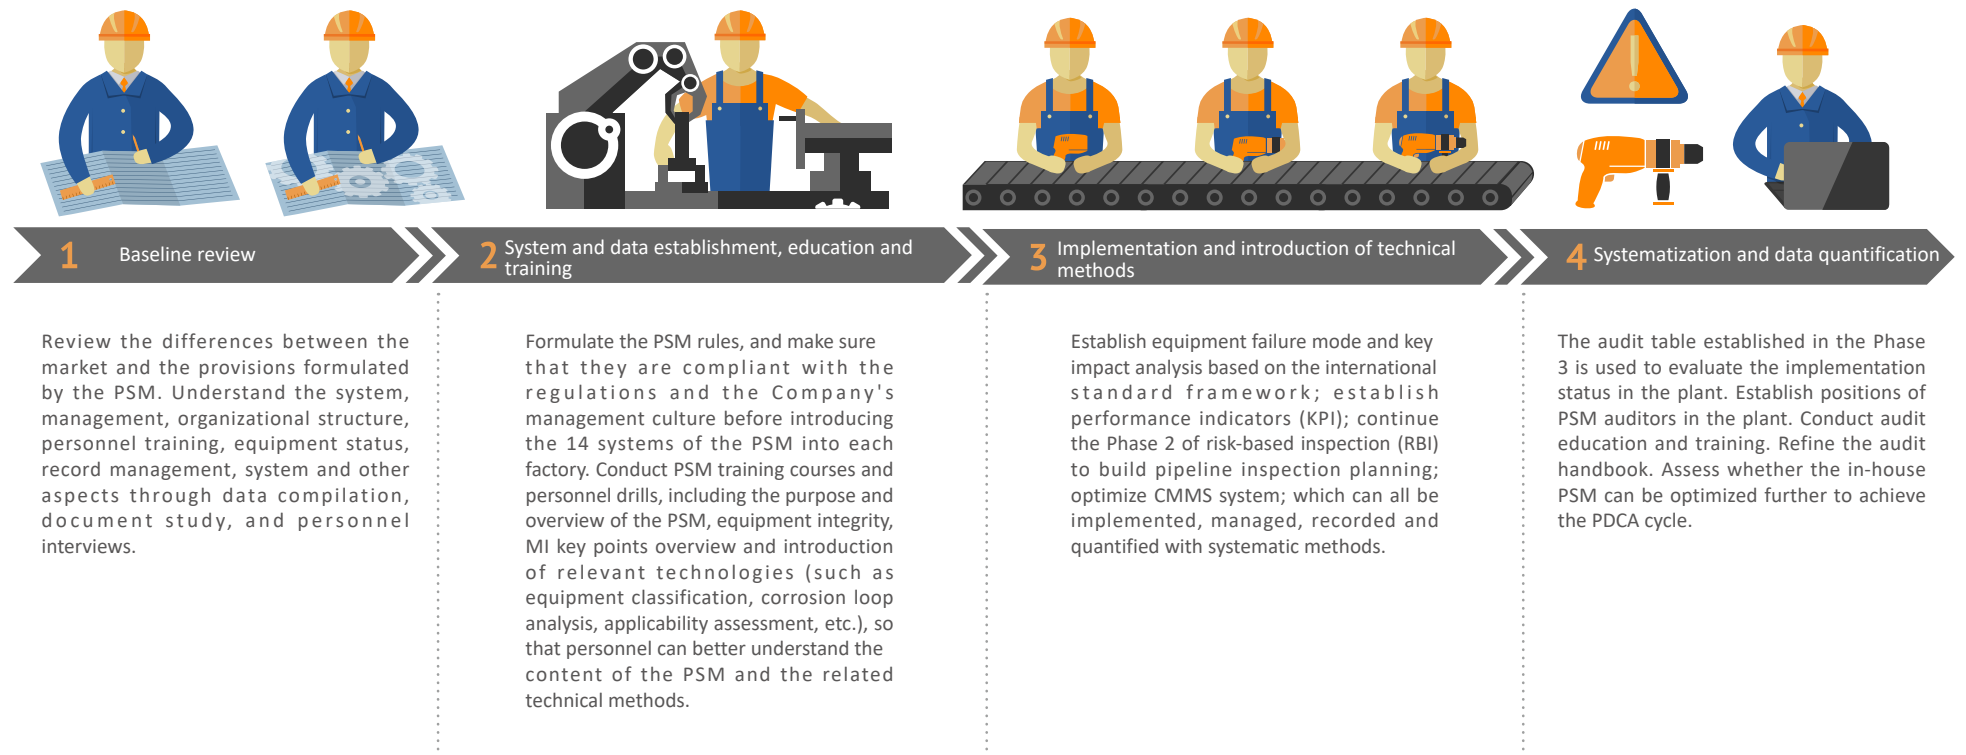 1
Baseline review
2
System and data establishment, education and
training
3
Implementation and introduction of technical
methods
4
Systematization and data quantification
Review the differences between the
market and the provisions formulated
by the PSM. Understand the system,
management, organizational structure,
personnel training, equipment status,
record management, system and other
aspects through data compilation,
document study, and personnel
interviews.
Formulate the PSM rules, and make sure
that they are compliant with the
regulations and the Company's
management culture before introducing
the 14 systems of the PSM into each
factory. Conduct PSM training courses and
personnel drills, including the purpose and
overview of the PSM, equipment integrity,
MI key points overview and introduction
of relevant technologies (such as
equipment classification, corrosion loop
analysis, applicability assessment, etc.), so
that personnel can better understand the
content of the PSM and the related
technical methods.
Establish equipment failure mode and key
impact analysis based on the international
standard framework; establish
performance indicators (KPI); continue
the Phase 2 of risk-based inspection (RBI)
to build pipeline inspection planning;
optimize CMMS system; which can all be
implemented, managed, recorded and
quantified with systematic methods.
The audit table established in the Phase
3 is used to evaluate the implementation
status in the plant. Establish positions of
PSM auditors in the plant. Conduct audit
education and training. Refine the audit
handbook. Assess whether the in-house
PSM can be optimized further to achieve
the PDCA cycle.